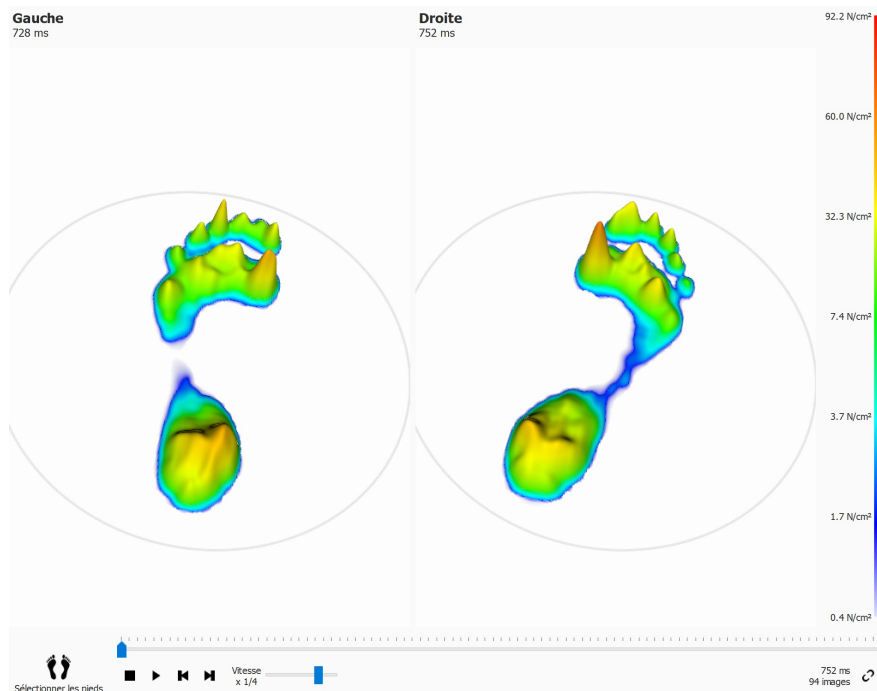 Gauche
728 ms
Droite
752 ms
92.2 N/cm²
60.0 N/cm²
32.3 N/cm²
7.4 N/cm²
3.7 N/cm²
1.7 N/cm²
0.4 N/cm²
Sélectionner les pieds
Vitesse
x 1/4
752 ms
94 images